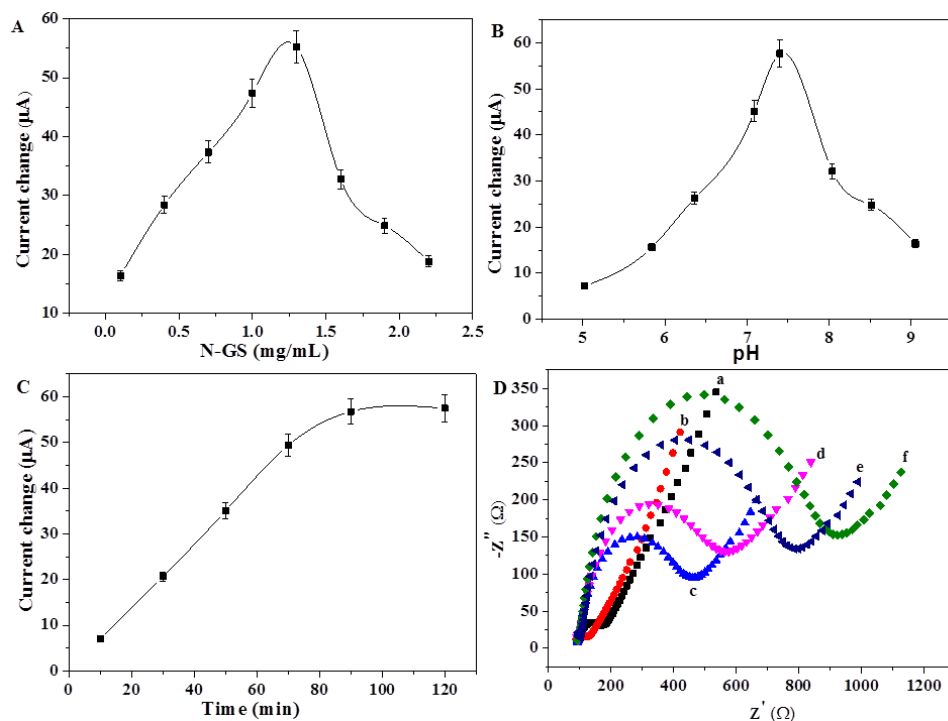 A
Current change (µA)
60
50
40
30
20
10
0.0 0.5 1.0 1.5 2.0 2.5
N-GS (mg/mL)
B
Current change (µA)
60
50
40
30
20
10
0
5 6 7 8 9
pH
C
Current change (µA)
60
50
40
30
20
10
0
0 20 40 60 80 100 120
Time (min)
D
-Z'' (Ω)
350
300
250
200
150
100
50
0
a
b
d
e
f
c
200 400 600 800 1000 1200
Z' (Ω)